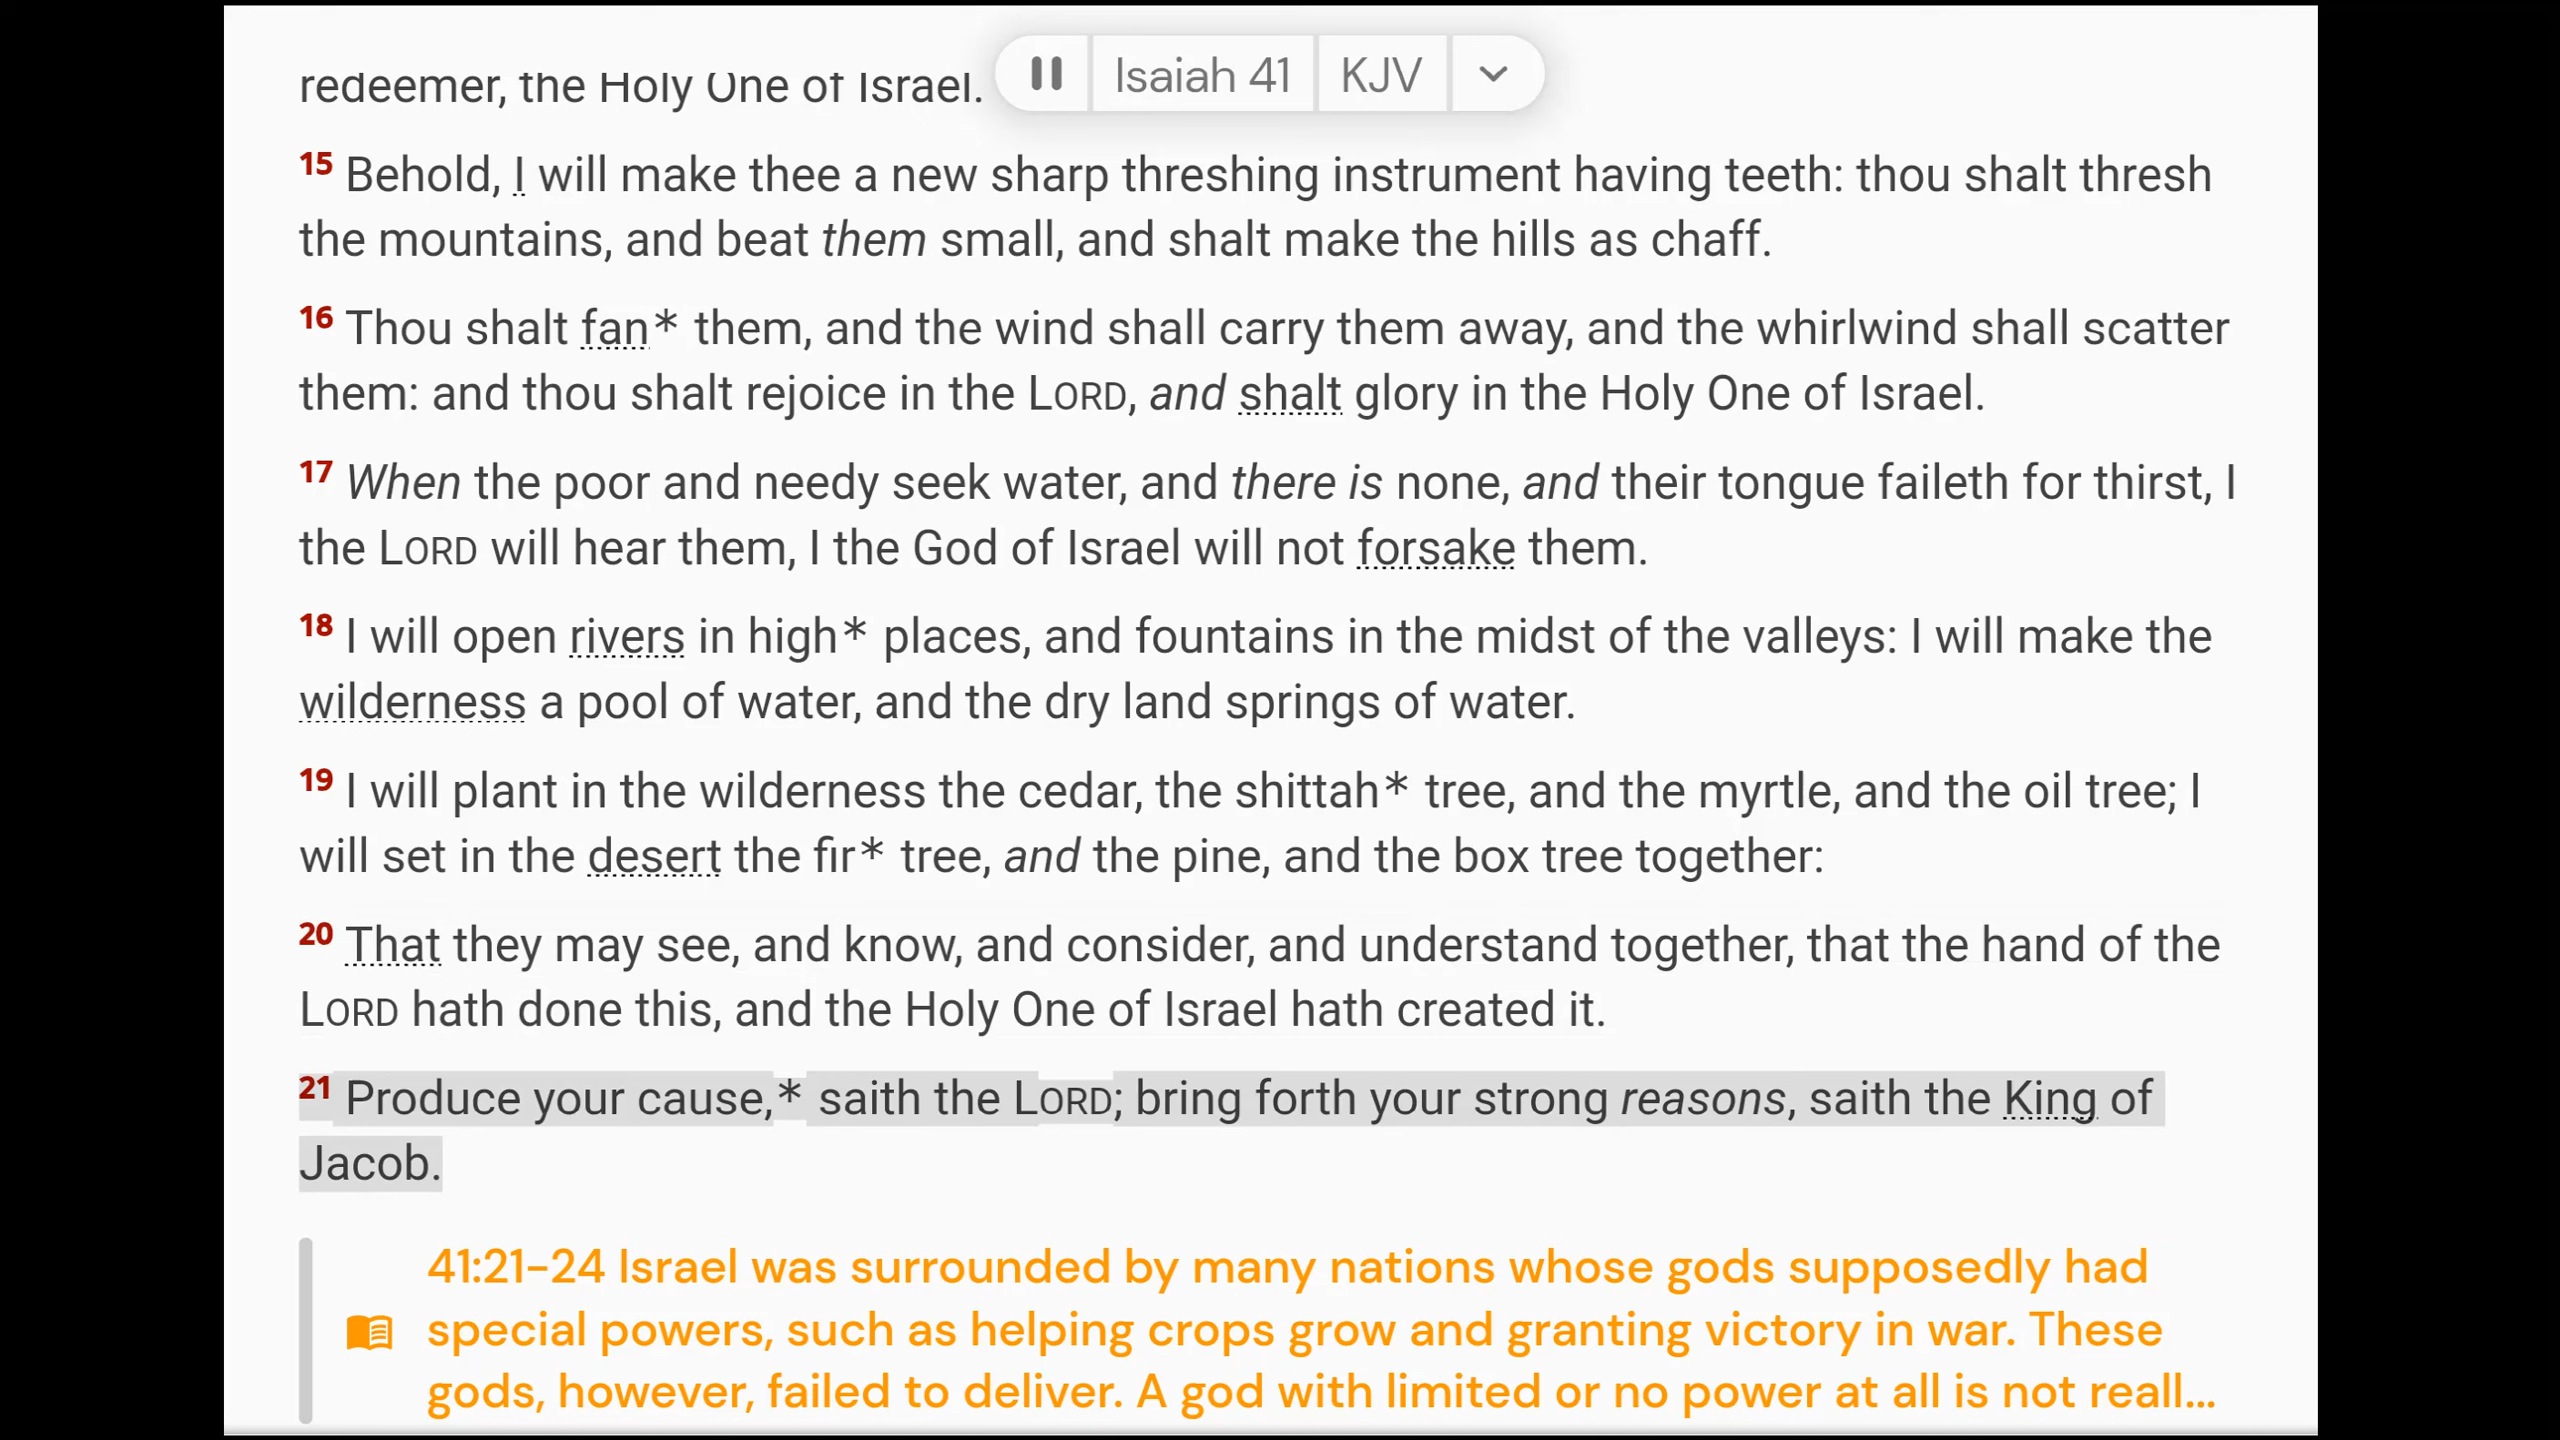 redeemer, the Holy One of Israel.
Isaiah 41 KJV
15 Behold, I will make thee a new sharp threshing instrument having teeth: thou shalt thresh
the mountains, and beat them small, and shalt make the hills as chaff.
16 Thou shalt fan* them, and the wind shall carry them away, and the whirlwind shall scatter
them: and thou shalt rejoice in the LORD, and shalt glory in the Holy One of Israel.
17 When the poor and needy seek water, and there is none, and their tongue faileth for thirst, I
the LORD will hear them, I the God of Israel will not forsake them.
18 I will open rivers in high* places, and fountains in the midst of the valleys: I will make the
wilderness a pool of water, and the dry land springs of water.
19 I will plant in the wilderness the cedar, the shittah* tree, and the myrtle, and the oil tree; I
will set in the desert the fir* tree, and the pine, and the box tree together:
20 That they may see, and know, and consider, and understand together, that the hand of the
LORD hath done this, and the Holy One of Israel hath created it.
21 Produce your cause,* saith the LORD; bring forth your strong reasons, saith the King of
Jacob.
41:21-24 Israel was surrounded by many nations whose gods supposedly had
special powers, such as helping crops grow and granting victory in war. These
gods, however, failed to deliver. A god with limited or no power at all is not reall...